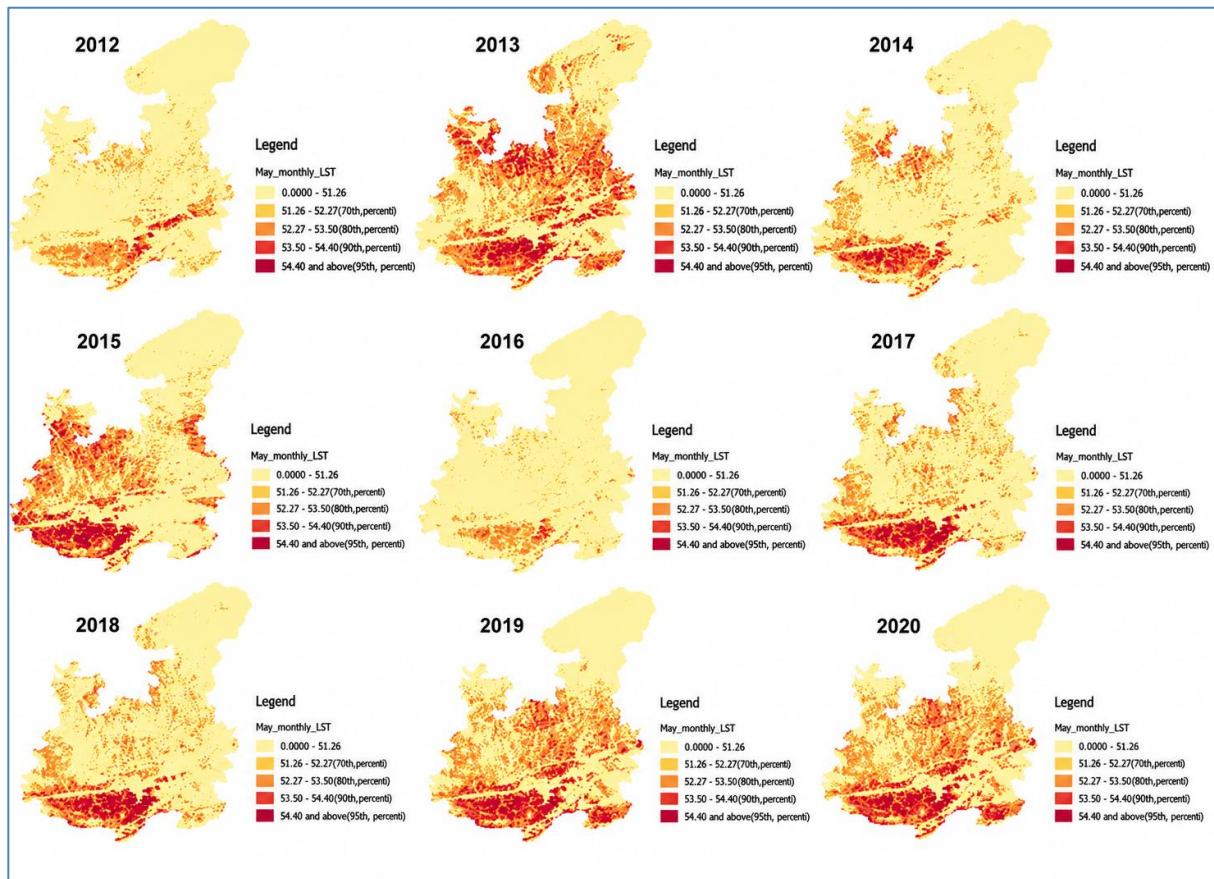 2012
Legend
May_monthly_LST
0.0000 - 51.26
51.26 - 52.27(70th,percenti)
52.27 - 53.50(80th,percenti)
53.50 - 54.40(90th,percenti)
54.40 and above(95th, percenti)
2013
Legend
May_monthly_LST
0.0000 - 51.26
51.26 - 52.27(70th,percenti)
52.27 - 53.50(80th,percenti)
53.50 - 54.40(90th,percenti)
54.40 and above(95th, percenti)
2014
Legend
May_monthly_LST
0.0000 - 51.26
51.26 - 52.27(70th,percenti)
52.27 - 53.50(80th,percenti)
53.50 - 54.40(90th,percenti)
54.40 and above(95th, percenti)
2015
Legend
May_monthly_LST
0.0000 - 51.26
51.26 - 52.27(70th,percenti)
52.27 - 53.50(80th,percenti)
53.50 - 54.40(90th,percenti)
54.40 and above(95th, percenti)
2016
Legend
May_monthly_LST
0.0000 - 51.26
51.26 - 52.27(70th,percenti)
52.27 - 53.50(80th,percenti)
53.50 - 54.40(90th,percenti)
54.40 and above(95th, percenti)
2017
Legend
May_monthly_LST
0.0000 - 51.26
51.26 - 52.27(70th,percenti)
52.27 - 53.50(80th,percenti)
53.50 - 54.40(90th,percenti)
54.40 and above(95th, percenti)
2018
Legend
May_monthly_LST
0.0000 - 51.26
51.26 - 52.27(70th,percenti)
52.27 - 53.50(80th,percenti)
53.50 - 54.40(90th,percenti)
54.40 and above(95th, percenti)
2019
Legend
May_monthly_LST
0.0000 - 51.26
51.26 - 52.27(70th,percenti)
52.27 - 53.50(80th,percenti)
53.50 - 54.40(90th,percenti)
54.40 and above(95th, percenti)
2020
Legend
May_monthly_LST
0.0000 - 51.26
51.26 - 52.27(70th,percenti)
52.27 - 53.50(80th,percenti)
53.50 - 54.40(90th,percenti)
54.40 and above(95th, percenti)